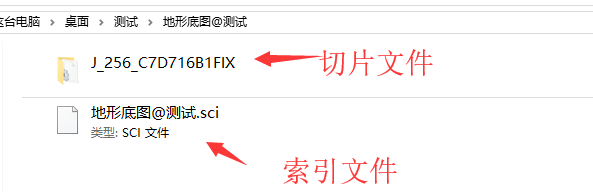 这台电脑 › 桌面 › 测试 › 地形底图@测试
J_256_C7D716B1FIX
切片文件
地形底图@测试.sci
类型: SCI 文件
索引文件